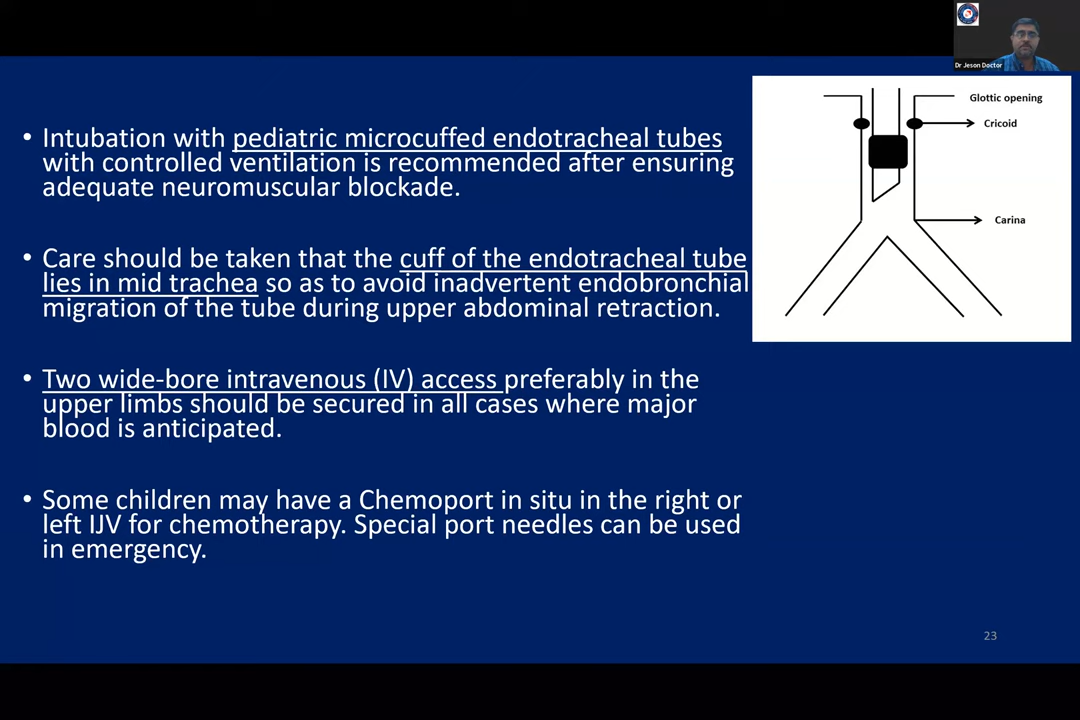 Dr Jeson Doctor
Glottic opening
Cricoid
Carina
• Intubation with pediatric microcuffed endotracheal tubes
with controlled ventilation is recommended after ensuring
adequate neuromuscular blockade.
• Care should be taken that the cuff of the endotracheal tube
lies in mid trachea so as to avoid inadvertent endobronchial
migration of the tube during upper abdominal retraction.
• Two wide-bore intravenous (IV) access preferably in the
upper limbs should be secured in all cases where major
blood is anticipated.
• Some children may have a Chemoport in situ in the right or
left IJV for chemotherapy. Special port needles can be used
in emergency.
23